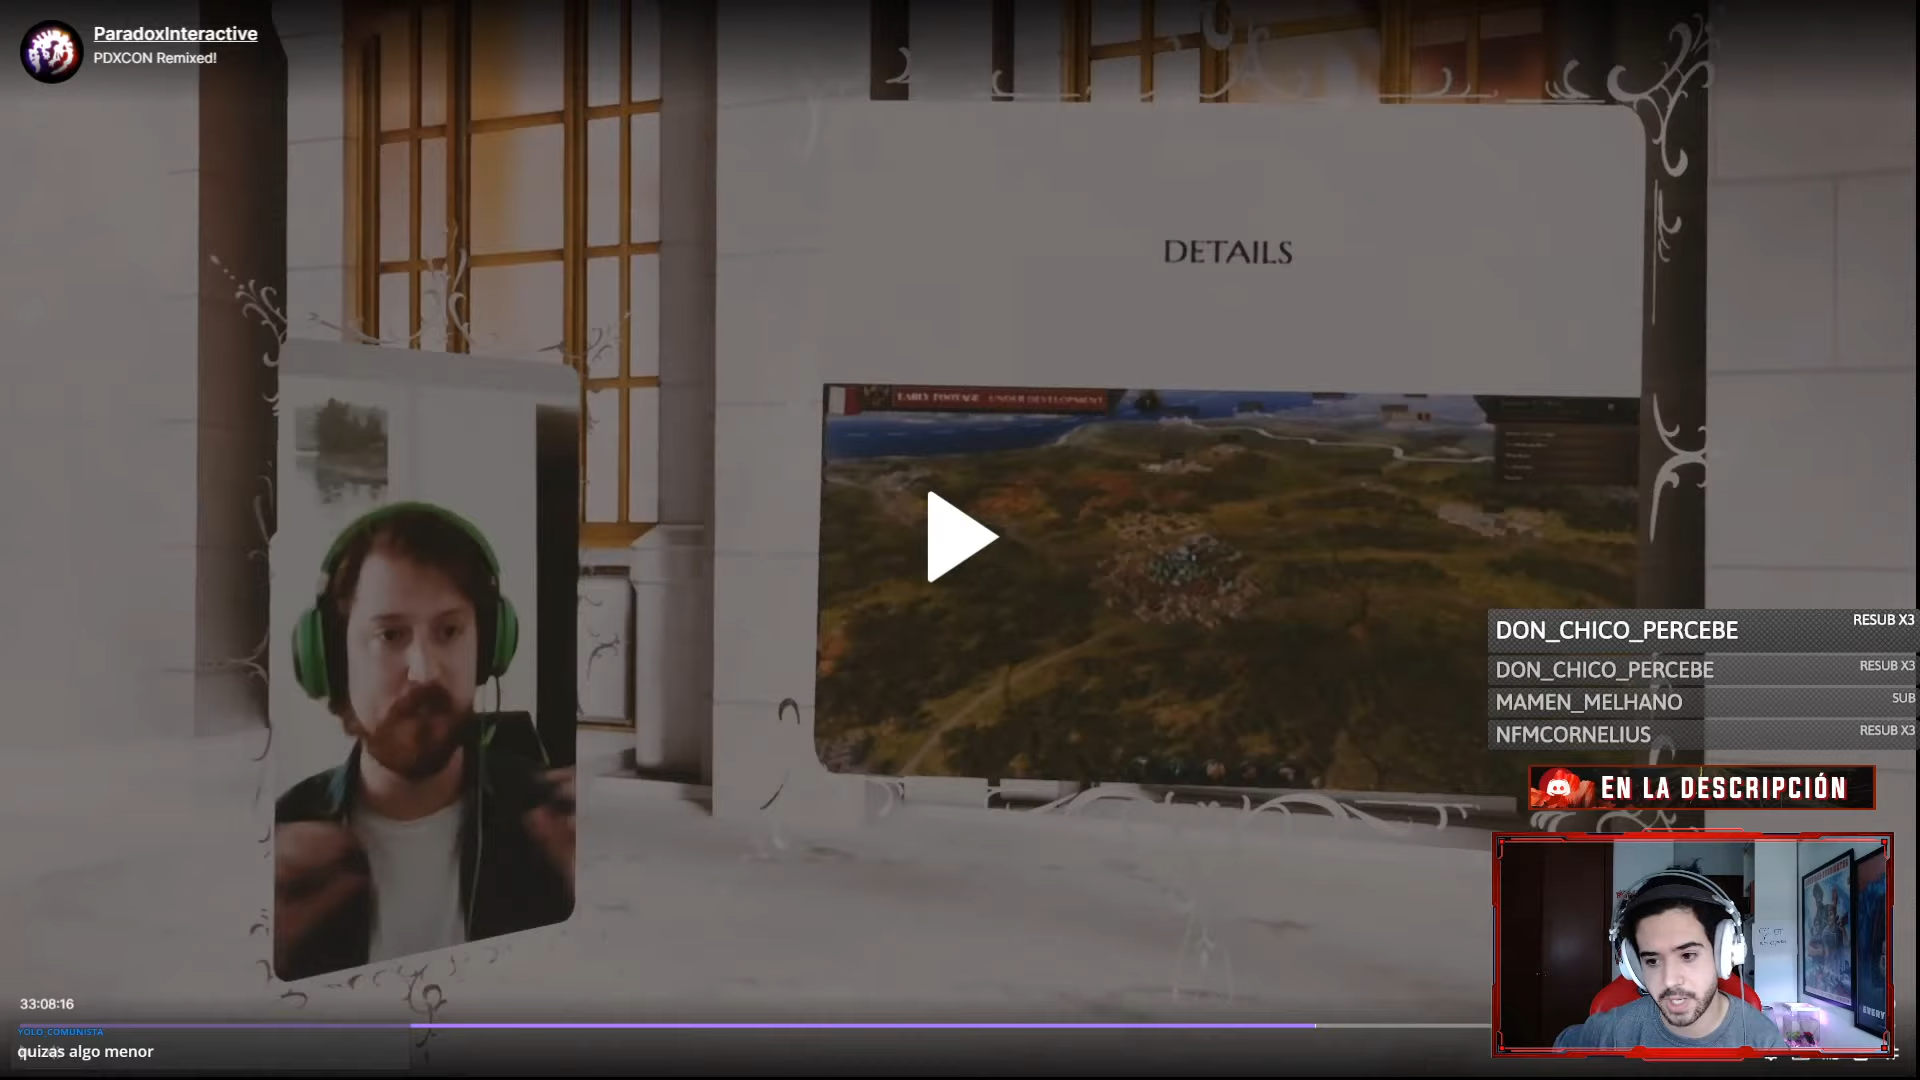 ParadoxInteractive
PDXCON Remixed!
DETAILS
EARLY FOOTAGE UNDER DEVELOPMENT
DON_CHICO_PERCEBE RESUB X3
DON_CHICO_PERCEBE RESUB X3
MAMEN_MELHANO SUB
NFMCORNELIUS RESUB X3
EN LA DESCRIPCIÓN
33:08:16
YOLO_COMUNISTA
quizas algo menor